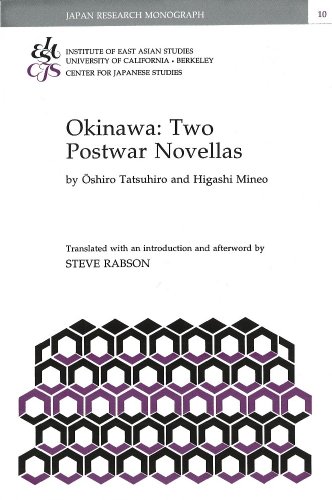 JAPAN RESEARCH MONOGRAPH 10
INSTITUTE OF EAST ASIAN STUDIES
UNIVERSITY OF CALIFORNIA • BERKELEY
CENTER FOR JAPANESE STUDIES
Okinawa: Two
Postwar Novellas
by Ōshiro Tatsuhiro and Higashi Mineo
Translated with an introduction and afterword by
STEVE RABSON